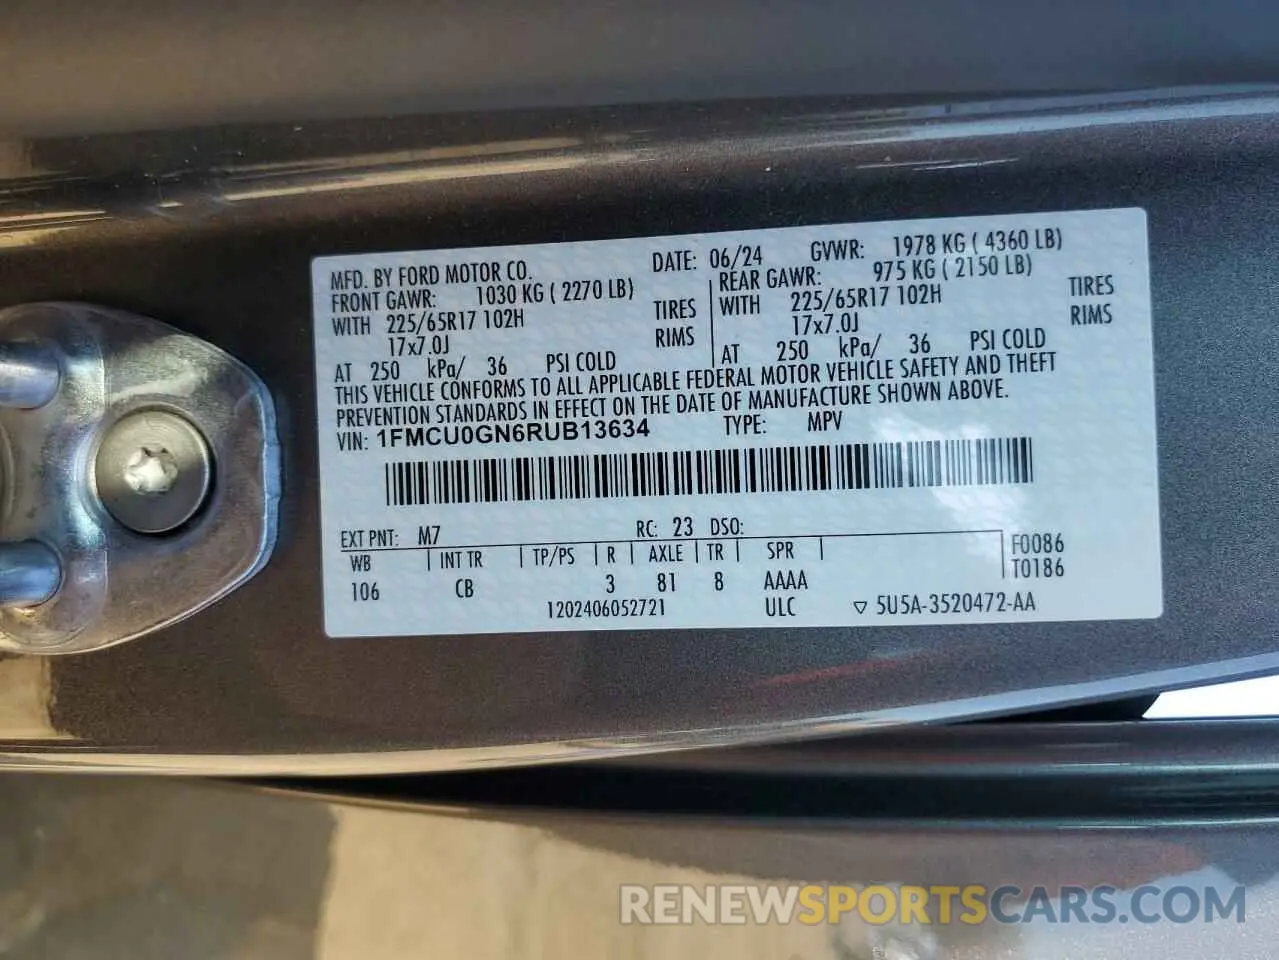 MFD. BY FORD MOTOR CO. DATE: 06/24 GVWR: 1978 KG ( 4360 LB)
FRONT GAWR: 1030 KG ( 2270 LB) REAR GAWR: 975 KG ( 2150 LB)
WITH 225/65R17 102H TIRES WITH 225/65R17 102H TIRES
17x7.0J RIMS 17x7.0J RIMS
AT 250 kPa/ 36 PSI COLD AT 250 kPa/ 36 PSI COLD
THIS VEHICLE CONFORMS TO ALL APPLICABLE FEDERAL MOTOR VEHICLE SAFETY AND THEFT
PREVENTION STANDARDS IN EFFECT ON THE DATE OF MANUFACTURE SHOWN ABOVE.
VIN: 1FMCU0GN6RUB13634 TYPE: MPV
EXT PNT: M7 RC: 23 DSO:
WB INT TR TP/PS R AXLE TR SPR F0086
106 CB 3 81 8 AAAA T0186
1202406052721 ULC ▽ 5U5A-3520472-AA
RENEWSPORTSCARS.COM